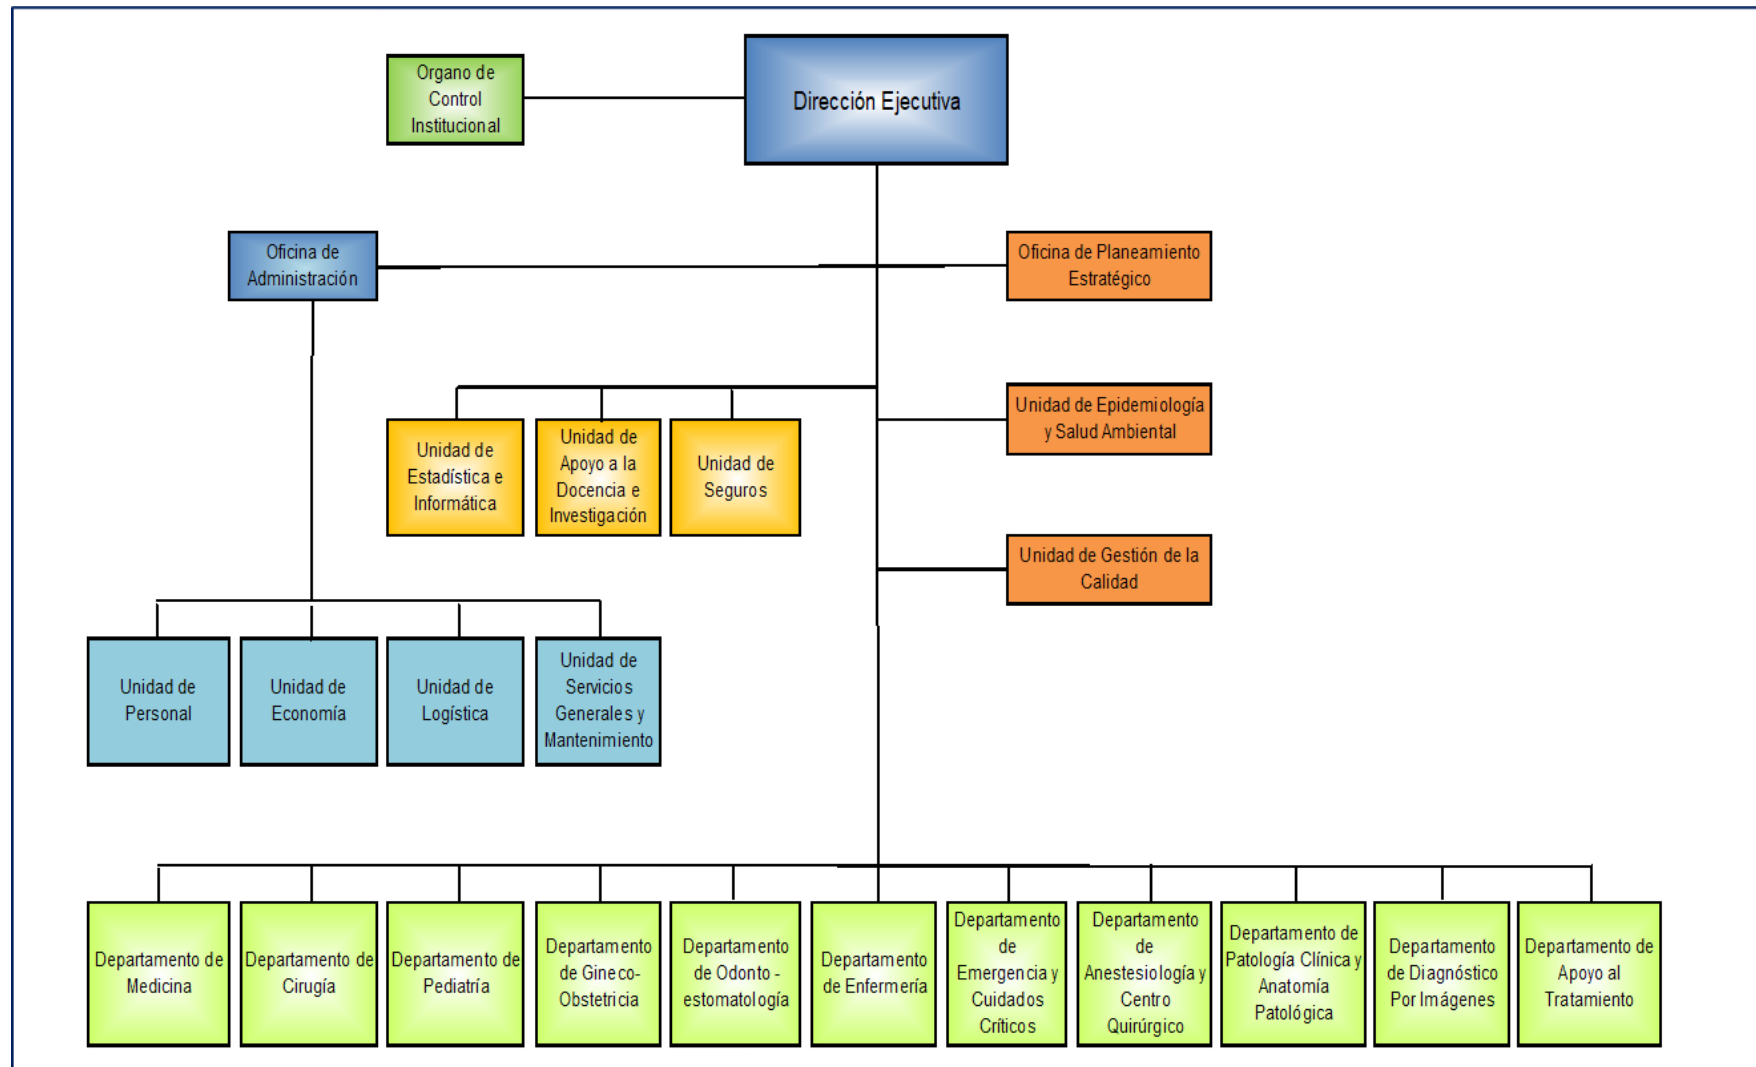 Organo de
Control
Institucional
Dirección Ejecutiva
Oficina de
Administración
Oficina de Planeamiento
Estratégico
Unidad de Epidemiología
y Salud Ambiental
Unidad de
Estadística e
Informática
Unidad de
Apoyo a la
Docencia e
Investigación
Unidad de
Seguros
Unidad de Gestión de la
Calidad
Unidad de
Personal
Unidad de
Economía
Unidad de
Logística
Unidad de
Servicios
Generales y
Mantenimiento
Departamento de
Medicina
Departamento de
Cirugía
Departamento de
Pediatría
Departamento
de Gineco-
Obstetricia
Departamento
de Odonto -
estomatología
Departamento
de Enfermería
Departamento
de
Emergencia y
Cuidados
Críticos
Departamento
de
Anestesiología y
Centro
Quirúrgico
Departamento de
Patología Clínica y
Anatomía
Patológica
Departamento
de Diagnóstico
Por Imágenes
Departamento de
Apoyo al
Tratamiento